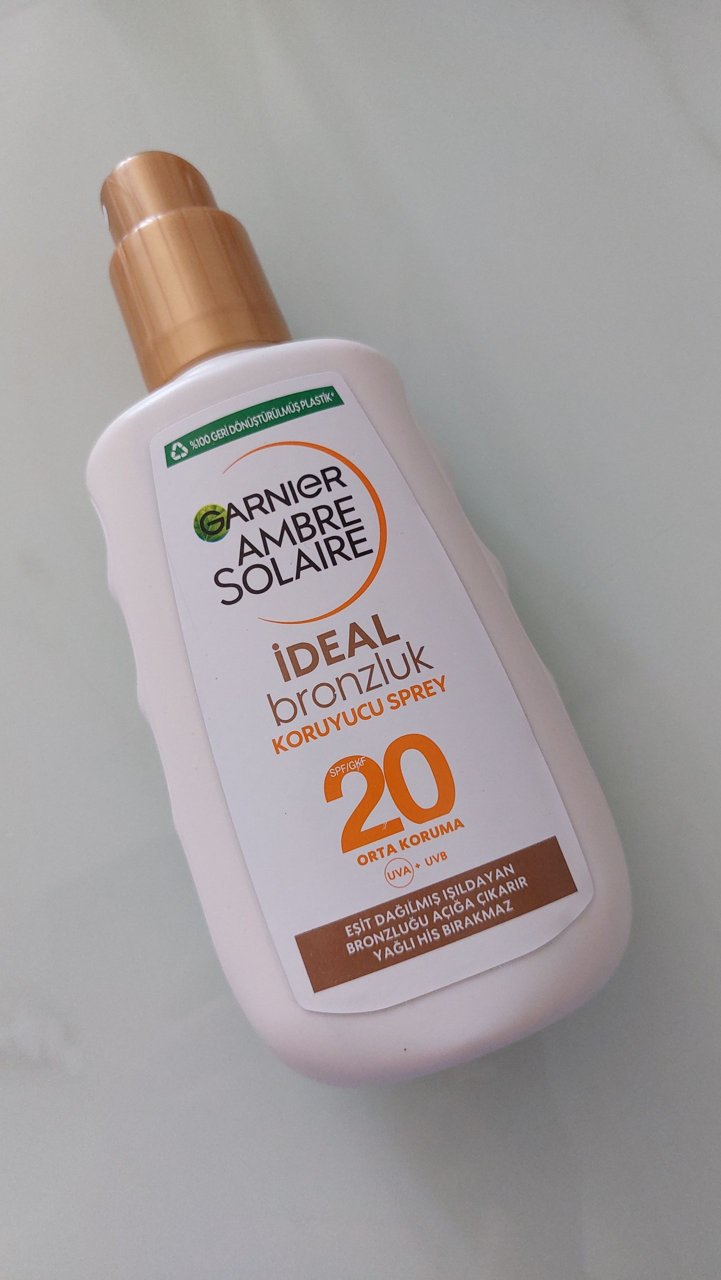 %100 GERİ DÖNÜŞTÜRÜLMÜŞ PLASTİK*
GARNIER
AMBRE
SOLAIRE
İDEAL
bronzluk
KORUYUCU SPREY
SPF/GKF
20
ORTA KORUMA
UVA + UVB
EŞİT DAĞILMIŞ IŞILDAYAN
BRONZLUĞU AÇIĞA ÇIKARIR
YAĞLI HİS BIRAKMAZ